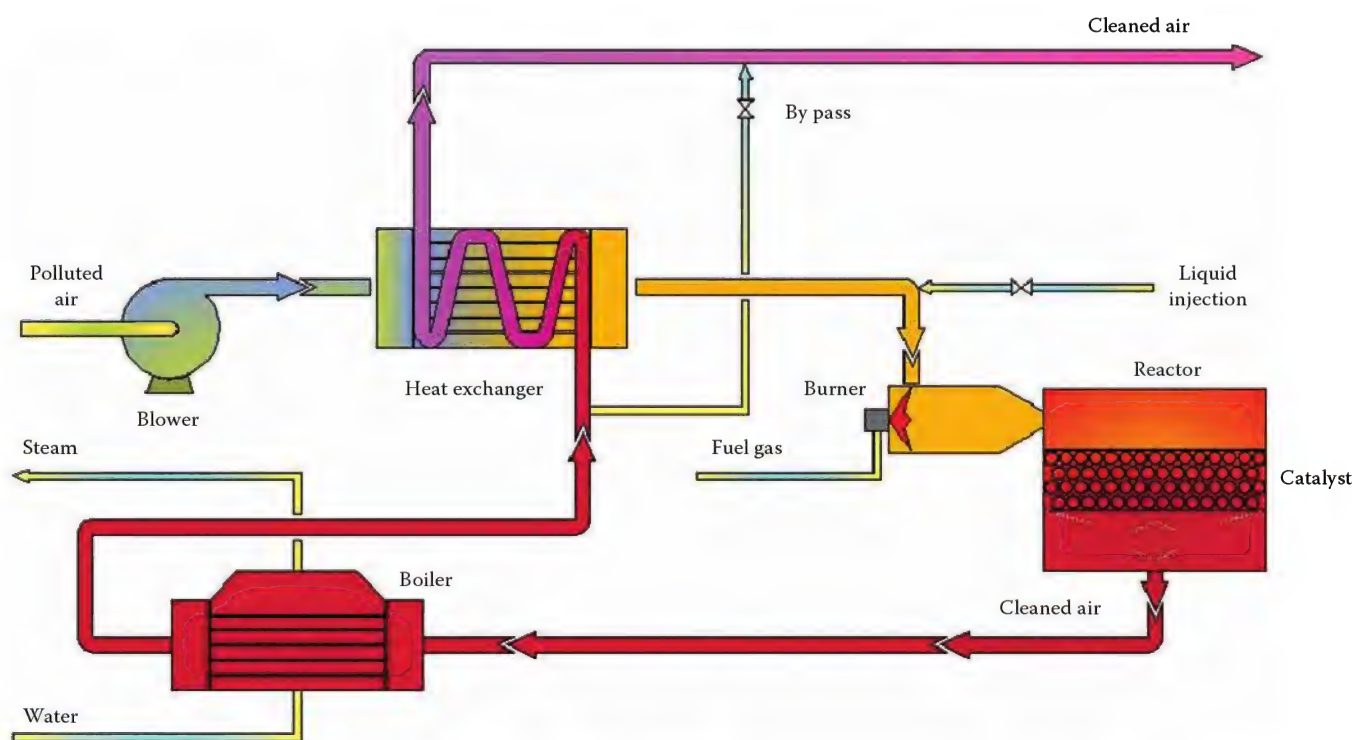 Cleaned air
By pass
Polluted
air
Liquid
injection
Heat exchanger
Burner
Reactor
Blower
Steam
Fuel gas
Catalyst
Boiler
Cleaned air
Water